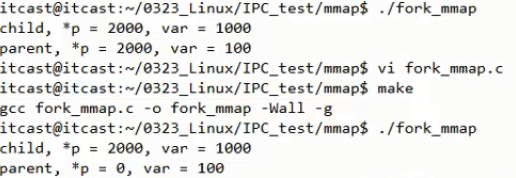 itcast@itcast:~/0323_Linux/IPC_test/mmap$ ./fork_mmap
child, *p = 2000, var = 1000
parent, *p = 2000, var = 100
itcast@itcast:~/0323_Linux/IPC_test/mmap$ vi fork_mmap.c
itcast@itcast:~/0323_Linux/IPC_test/mmap$ make
gcc fork_mmap.c -o fork_mmap -Wall -g
itcast@itcast:~/0323_Linux/IPC_test/mmap$ ./fork_mmap
child, *p = 2000, var = 1000
parent, *p = 0, var = 100